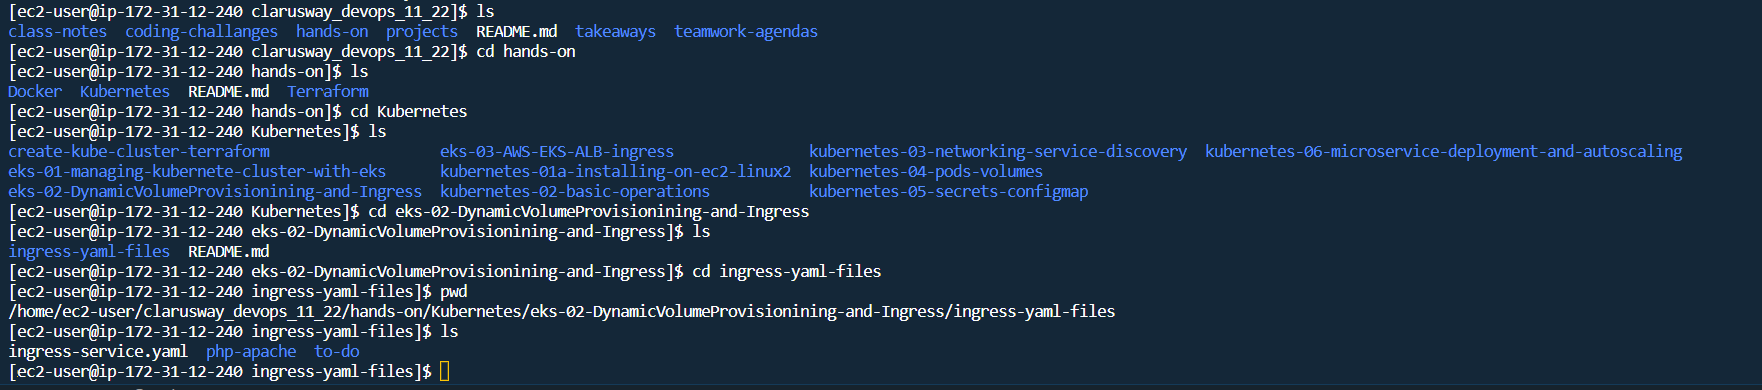 [ec2-user@ip-172-31-12-240 clarusway_devops_11_22]$ ls
class-notes  coding-challanges  hands-on  projects  README.md  takeaways  teamwork-agendas
[ec2-user@ip-172-31-12-240 clarusway_devops_11_22]$ cd hands-on
[ec2-user@ip-172-31-12-240 hands-on]$ ls
Docker  Kubernetes  README.md  Terraform
[ec2-user@ip-172-31-12-240 hands-on]$ cd Kubernetes
[ec2-user@ip-172-31-12-240 Kubernetes]$ ls
create-kube-cluster-terraform                   eks-03-AWS-EKS-ALB-ingress               kubernetes-03-networking-service-discovery  kubernetes-06-microservice-deployment-and-autoscaling
eks-01-managing-kubernete-cluster-with-eks      kubernetes-01a-installing-on-ec2-linux2  kubernetes-04-pods-volumes
eks-02-DynamicVolumeProvisionining-and-Ingress  kubernetes-02-basic-operations           kubernetes-05-secrets-configmap
[ec2-user@ip-172-31-12-240 Kubernetes]$ cd eks-02-DynamicVolumeProvisionining-and-Ingress
[ec2-user@ip-172-31-12-240 eks-02-DynamicVolumeProvisionining-and-Ingress]$ ls
ingress-yaml-files  README.md
[ec2-user@ip-172-31-12-240 eks-02-DynamicVolumeProvisionining-and-Ingress]$ cd ingress-yaml-files
[ec2-user@ip-172-31-12-240 ingress-yaml-files]$ pwd
/home/ec2-user/clarusway_devops_11_22/hands-on/Kubernetes/eks-02-DynamicVolumeProvisionining-and-Ingress/ingress-yaml-files
[ec2-user@ip-172-31-12-240 ingress-yaml-files]$ ls
ingress-service.yaml  php-apache  to-do
[ec2-user@ip-172-31-12-240 ingress-yaml-files]$